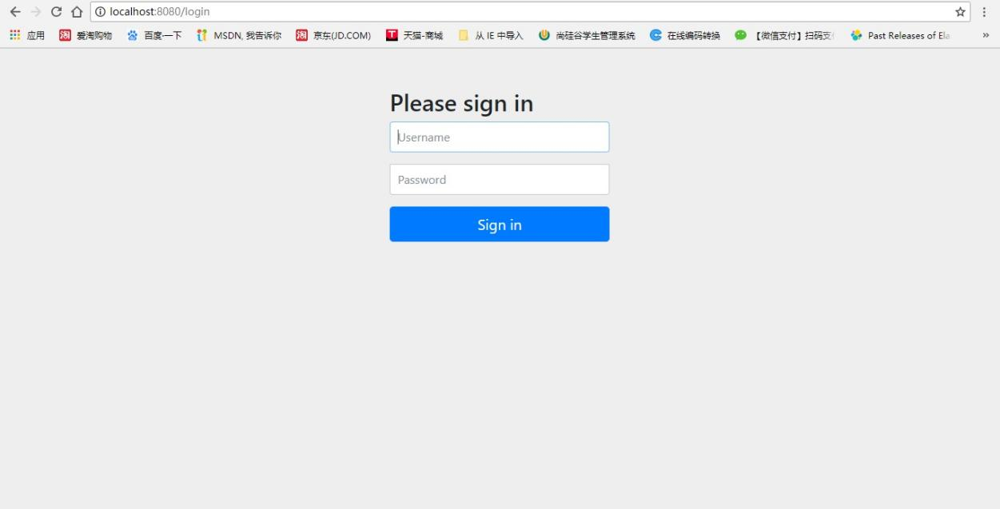 localhost:8080/login
应用 爱淘购物 百度一下 MSDN, 我告诉你 京东(JD.COM) 天猫-商城 从 IE 中导入 尚硅谷学生管理系统 在线编码转换 【微信支付】扫码支 Past Releases of Ela »
Please sign in
Username
Password
Sign in